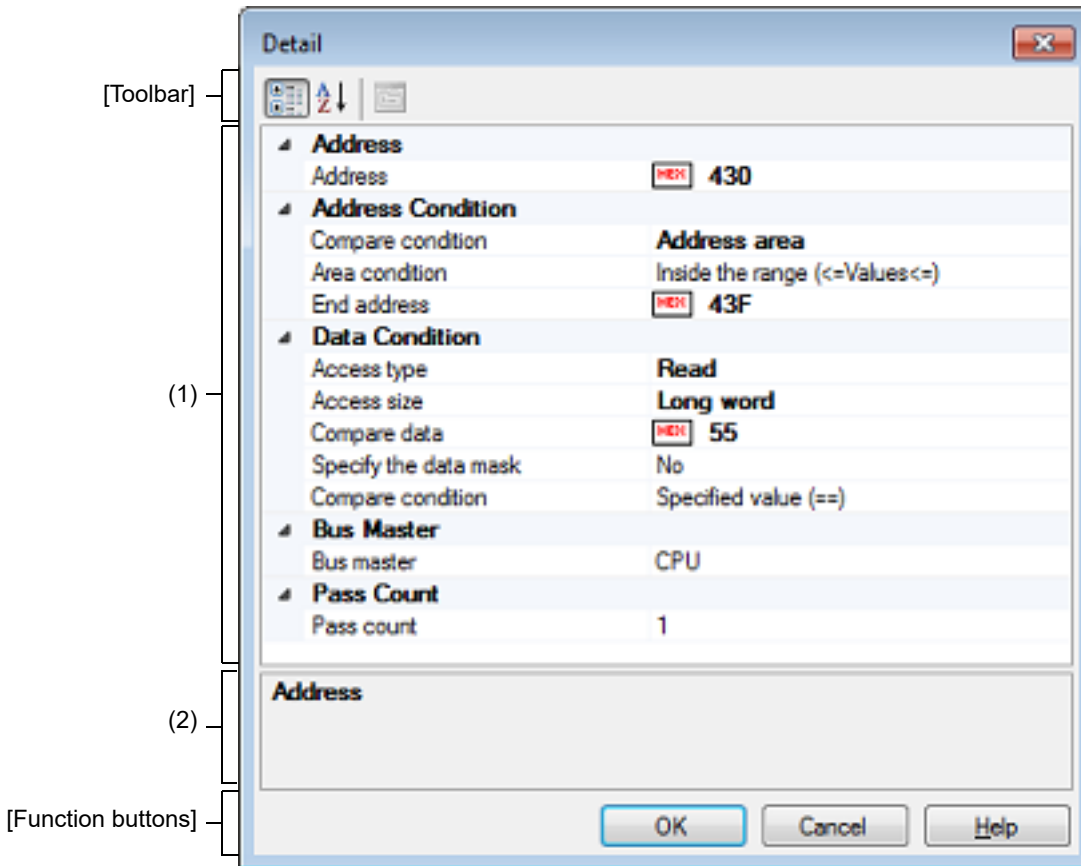 Detail
[Toolbar]
Address
Address HEX 430
Address Condition
Compare condition Address area
Area condition Inside the range (<=Values<=)
End address HEX 43F
Data Condition
Access type Read
(1)
Access size Long word
Compare data HEX 55
Specify the data mask No
Compare condition Specified value (==)
Bus Master
Bus master CPU
Pass Count
Pass count 1
Address
(2)
[Function buttons]
OK Cancel Help